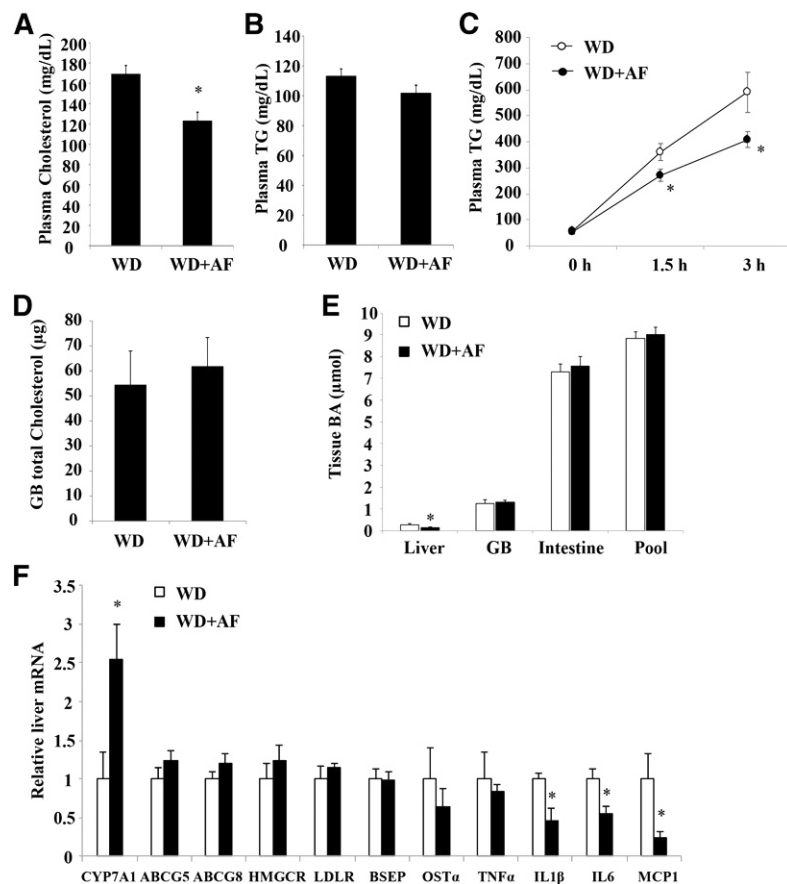 A
Plasma Cholesterol (mg/dL)
200
180
160
140
120
100
80
60
40
20
0
*
WD WD+AF
B
Plasma TG (mg/dL)
140
120
100
80
60
40
20
0
WD WD+AF
C
Plasma TG (mg/dL)
800
700
600
500
400
300
200
100
0
WD
WD+AF
*
*
0 h 1.5 h 3 h
D
GB total Cholesterol (μg)
80
70
60
50
40
30
20
10
0
WD WD+AF
E
Tissue BA (μmol)
10
9
8
7
6
5
4
3
2
1
0
WD
WD+AF
*
Liver GB Intestine Pool
F
Relative liver mRNA
3.5
3
2.5
2
1.5
1
0.5
0
WD
WD+AF
*
*
*
*
CYP7A1 ABCG5 ABCG8 HMGCR LDLR BSEP OSTα TNFα IL1β IL6 MCP1